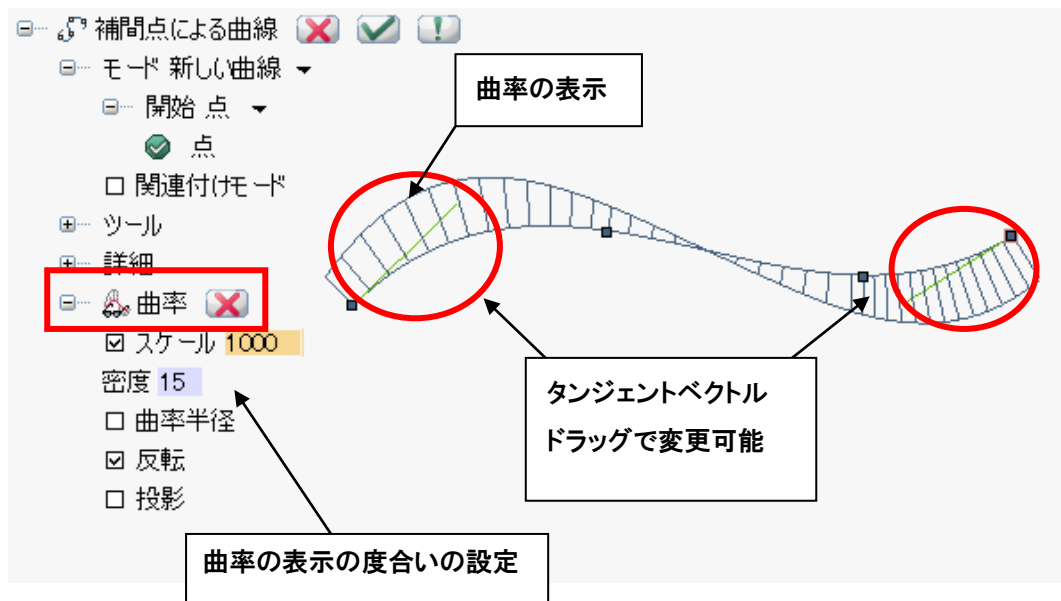 補間点による曲線
モード 新しい曲線
開始 点
点
関連付けモード
ツール
詳細
曲率
スケール 1000
密度 15
曲率半径
反転
投影
曲率の表示
タンジェントベクトル
ドラッグで変更可能
曲率の表示の度合いの設定